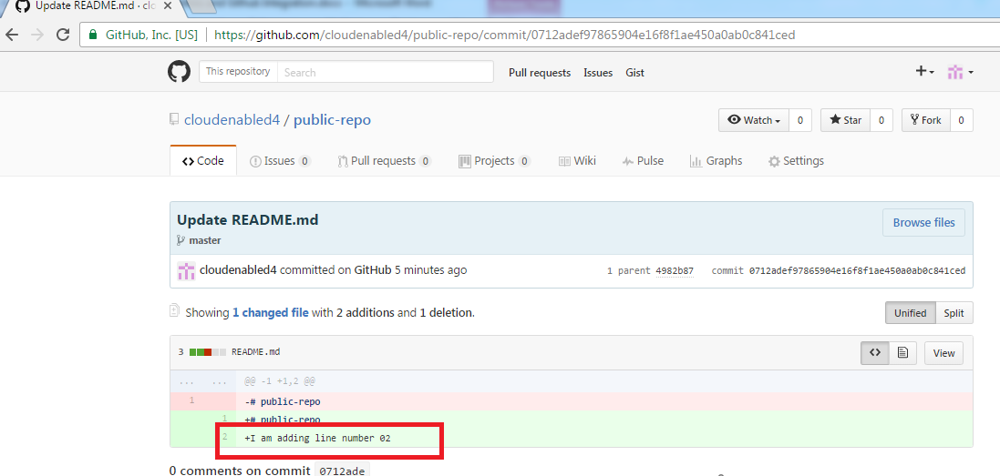 Update README.md · clo
GitHub, Inc. [US] https://github.com/cloudenabled4/public-repo/commit/0712adef97865904e16f8f1ae450a0ab0c841ced
This repository Search Pull requests Issues Gist
cloudenabled4 / public-repo
Watch 0 Star 0 Fork 0
Code Issues 0 Pull requests 0 Projects 0 Wiki Pulse Graphs Settings
Update README.md
Browse files
master
cloudenabled4 committed on GitHub 5 minutes ago 1 parent 4982b87 commit 0712adef97865904e16f8f1ae450a0ab0c841ced
Showing 1 changed file with 2 additions and 1 deletion. Unified Split
3 README.md <> View
... ... @@ -1 +1,2 @@
1 -# public-repo
1 +# public-repo
2 +I am adding line number 02
0 comments on commit 0712ade